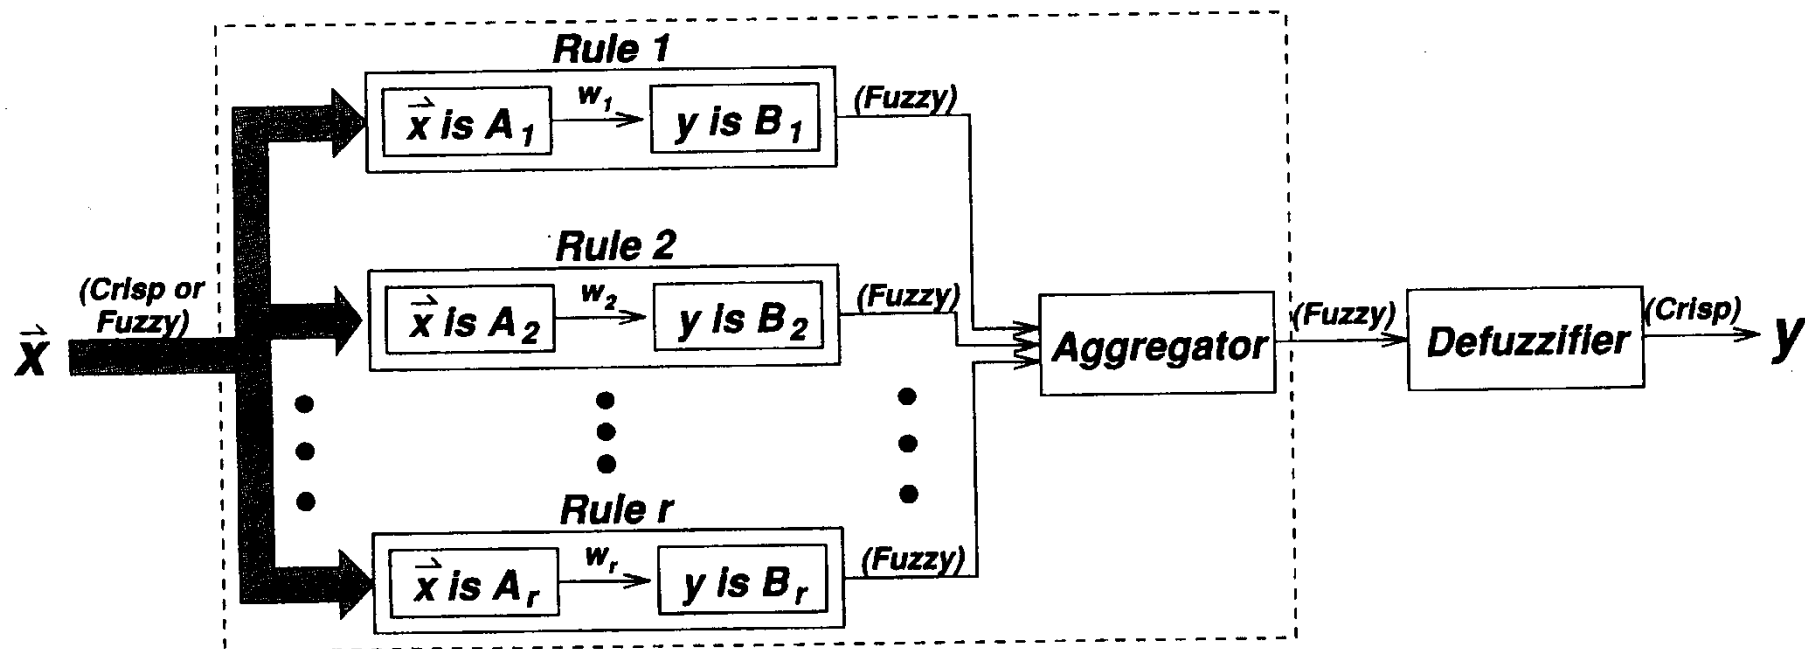 Rule 1
x⃗ is A₁
w₁
y is B₁
(Fuzzy)
Rule 2
x⃗ is A₂
w₂
y is B₂
(Fuzzy)
(Crisp or
Fuzzy)
x⃗
Aggregator
(Fuzzy)
Defuzzifier
(Crisp)
y
Rule r
x⃗ is Aᵣ
wᵣ
y is Bᵣ
(Fuzzy)